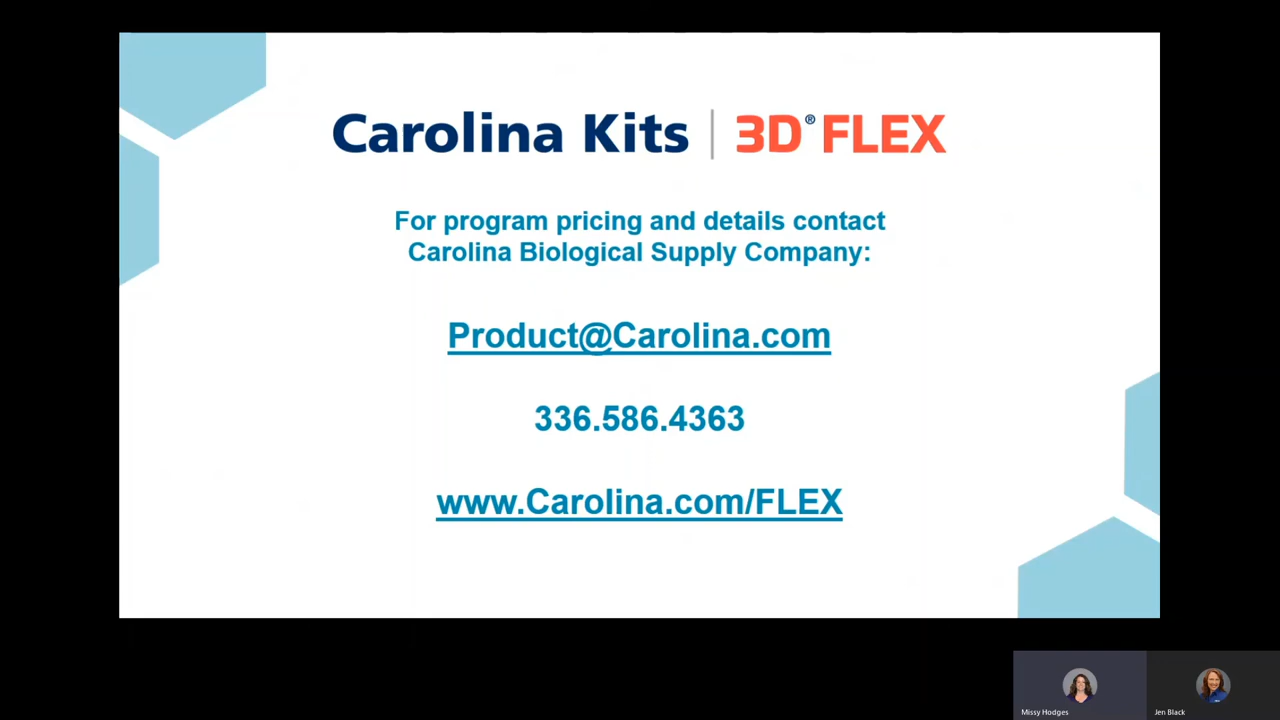 Carolina Kits | 3D® FLEX
For program pricing and details contact
Carolina Biological Supply Company:
Product@Carolina.com
336.586.4363
www.Carolina.com/FLEX
Missy Hodges
Jen Black